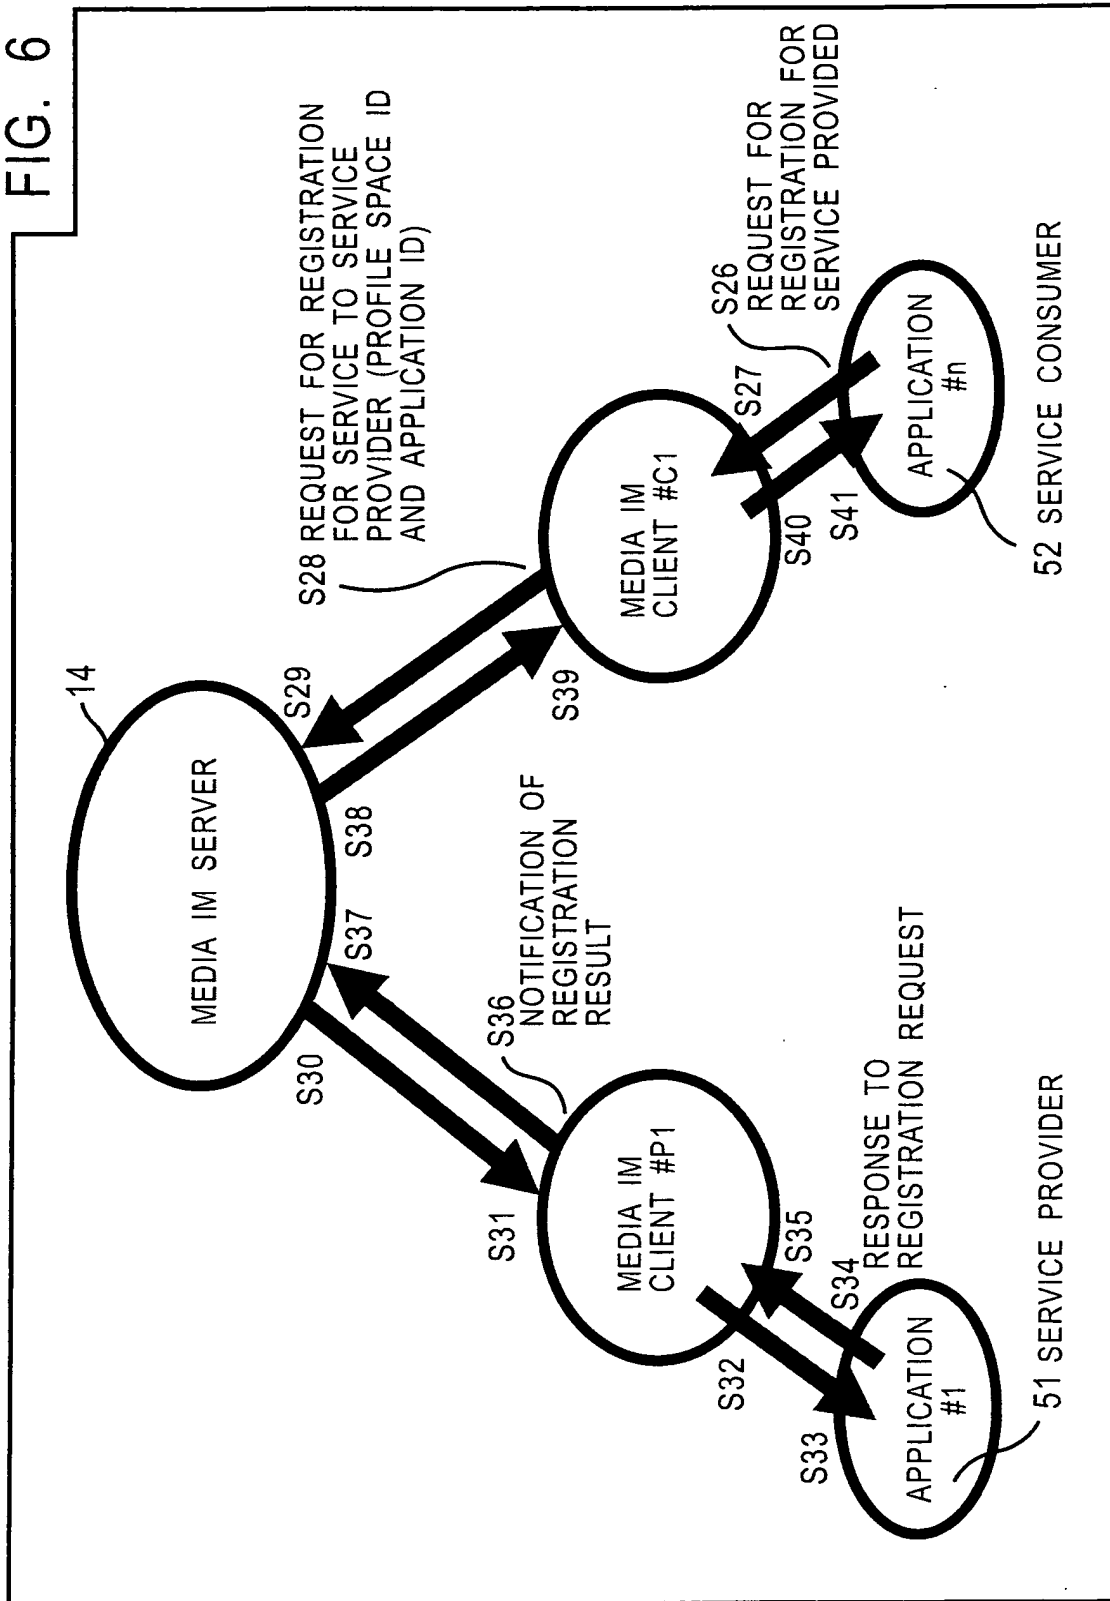 FIG. 6
14
MEDIA IM SERVER
S29
S28 REQUEST FOR REGISTRATION
FOR SERVICE TO SERVICE
PROVIDER (PROFILE SPACE ID
AND APPLICATION ID)
S30
S37
S38
S39
S36
NOTIFICATION OF
REGISTRATION
RESULT
S31
MEDIA IM
CLIENT #P1
MEDIA IM
CLIENT #C1
S27
S26
REQUEST FOR
REGISTRATION FOR
SERVICE PROVIDED
S32
S35
S40
S41
S33
S34
RESPONSE TO
REGISTRATION REQUEST
APPLICATION
#1
APPLICATION
#n
51 SERVICE PROVIDER
52 SERVICE CONSUMER